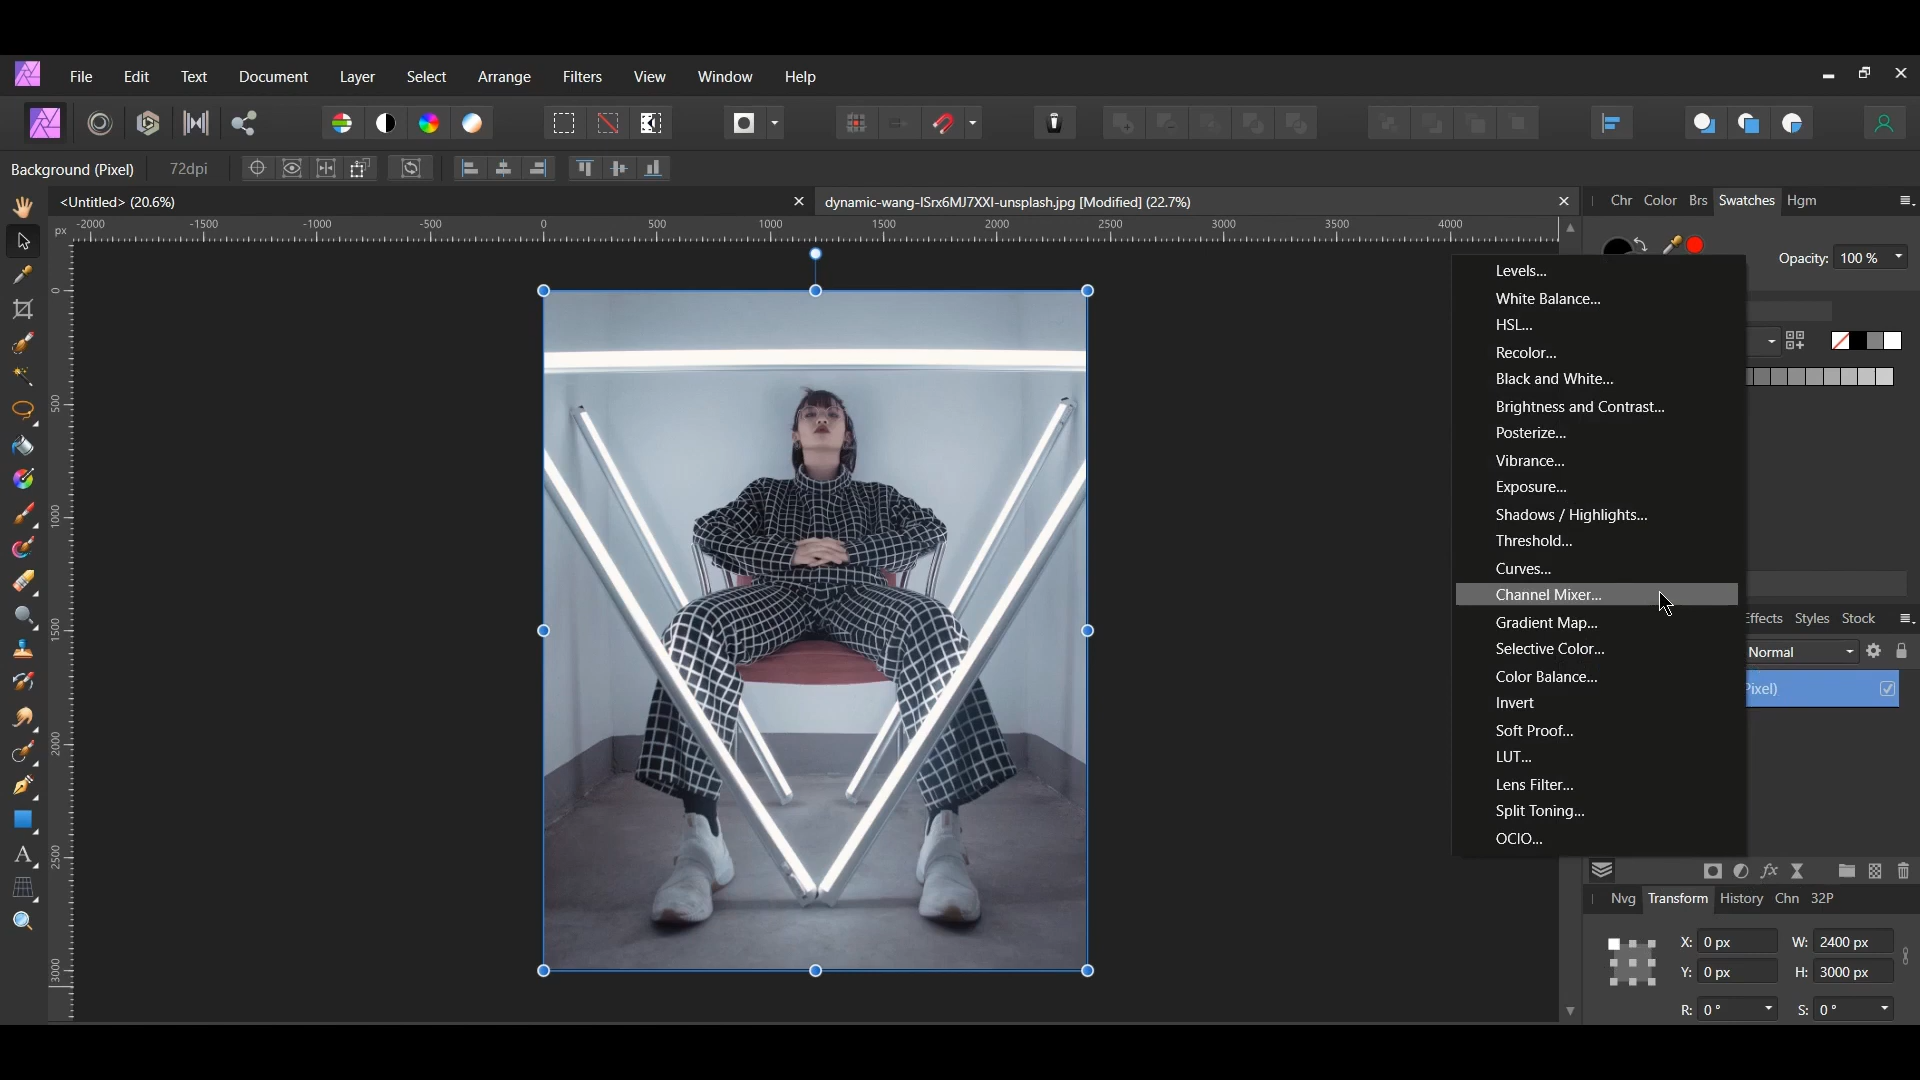 File Edit Text Document Layer Select Arrange Filters View Window Help
Background (Pixel) 72dpi
<Untitled> (20.6%)
dynamic-wang-ISrx6MJ7XXI-unsplash.jpg [Modified] (22.7%)
Chr Color Brs Swatches Hgm
px -2000 -1500 -1000 -500 0 500 1000 1500 2000 2500 3000 3500 4000
0
500
1000
1500
2000
2500
3000
Opacity: 100 %
Levels...
White Balance...
HSL...
Recolor...
Black and White...
Brightness and Contrast...
Posterize...
Vibrance...
Exposure...
Shadows / Highlights...
Threshold...
Curves...
Channel Mixer...
Gradient Map...
Selective Color...
Color Balance...
Invert
Soft Proof...
LUT...
Lens Filter...
Split Toning...
OCIO...
Effects Styles Stock
Normal
Pixel)
Nvg Transform History Chn 32P
X: 0 px W: 2400 px
Y: 0 px H: 3000 px
R: 0 ° S: 0 °